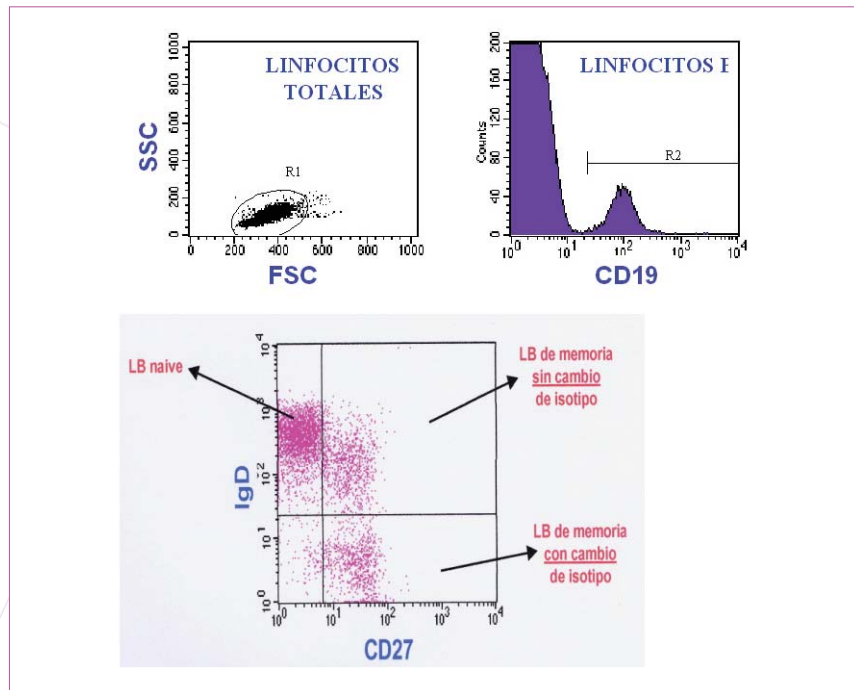 1000
800
600
400
200
0
SSC
LINFOCITOS
TOTALES
R1
0 200 400 600 800 1000
FSC
200
160
120
80
40
0
Counts
LINFOCITOS E
R2
10^0 10^1 10^2 10^3 10^4
CD19
LB naive
10^4
10^3
10^2
10^1
10^0
IgD
LB de memoria
sin cambio
de isotipo
LB de memoria
con cambio
de isotipo
10^0 10^1 10^2 10^3 10^4
CD27